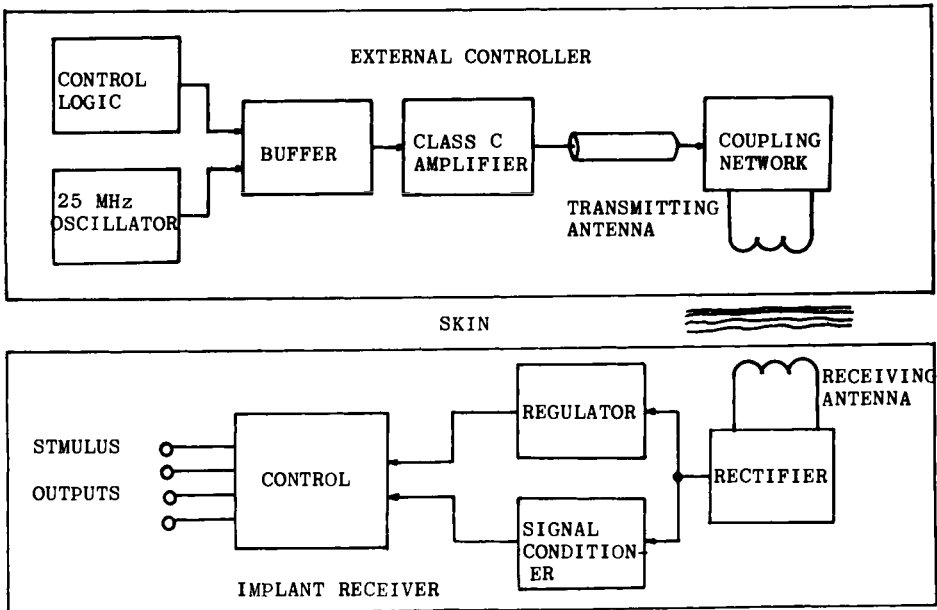 EXTERNAL CONTROLLER
CONTROL
LOGIC
25 MHz
OSCILLATOR
BUFFER
CLASS C
AMPLIFIER
COUPLING
NETWORK
TRANSMITTING
ANTENNA
SKIN
RECEIVING
ANTENNA
REGULATOR
RECTIFIER
STMULUS
OUTPUTS
CONTROL
SIGNAL
CONDITION-
ER
IMPLANT RECEIVER